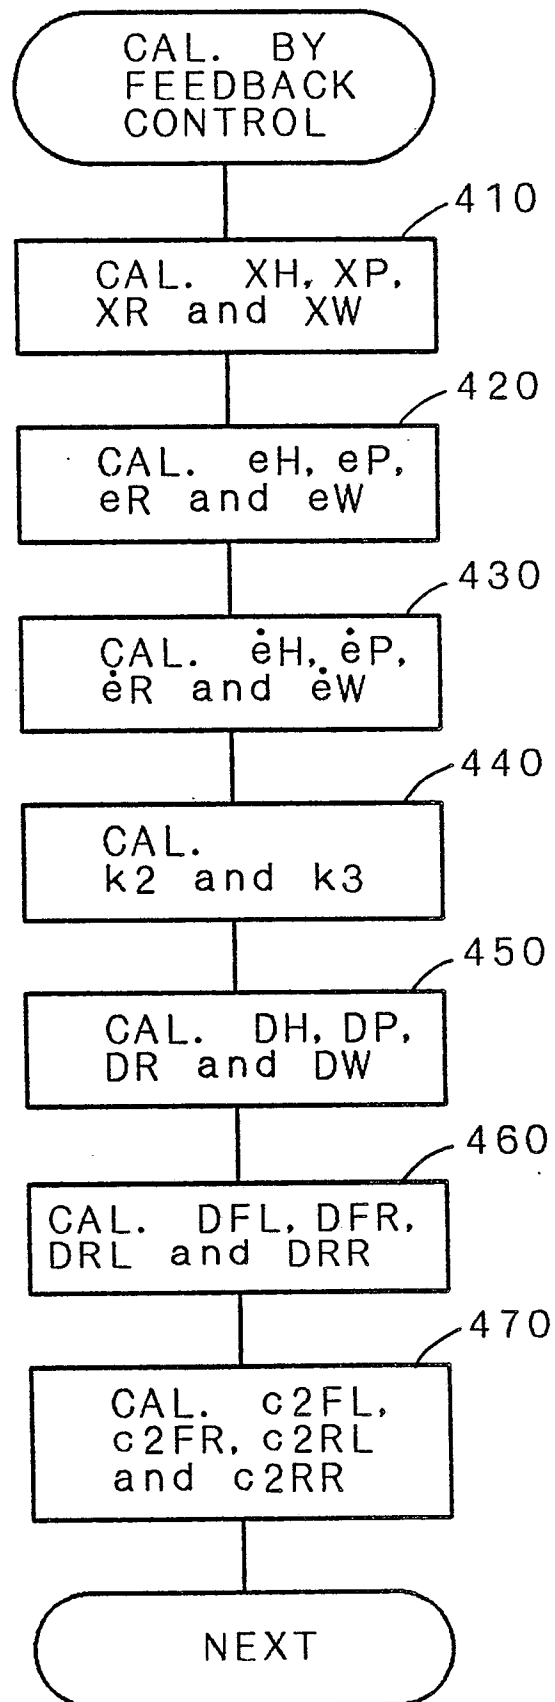 CAL. BY
FEEDBACK
CONTROL
410
CAL. XH, XP,
XR and XW
420
CAL. eH, eP,
eR and eW
430
CAL. ėH, ėP,
ėR and ėW
440
CAL.
k2 and k3
450
CAL. DH, DP,
DR and DW
460
CAL. DFL, DFR,
DRL and DRR
470
CAL. c2FL,
c2FR, c2RL
and c2RR
NEXT